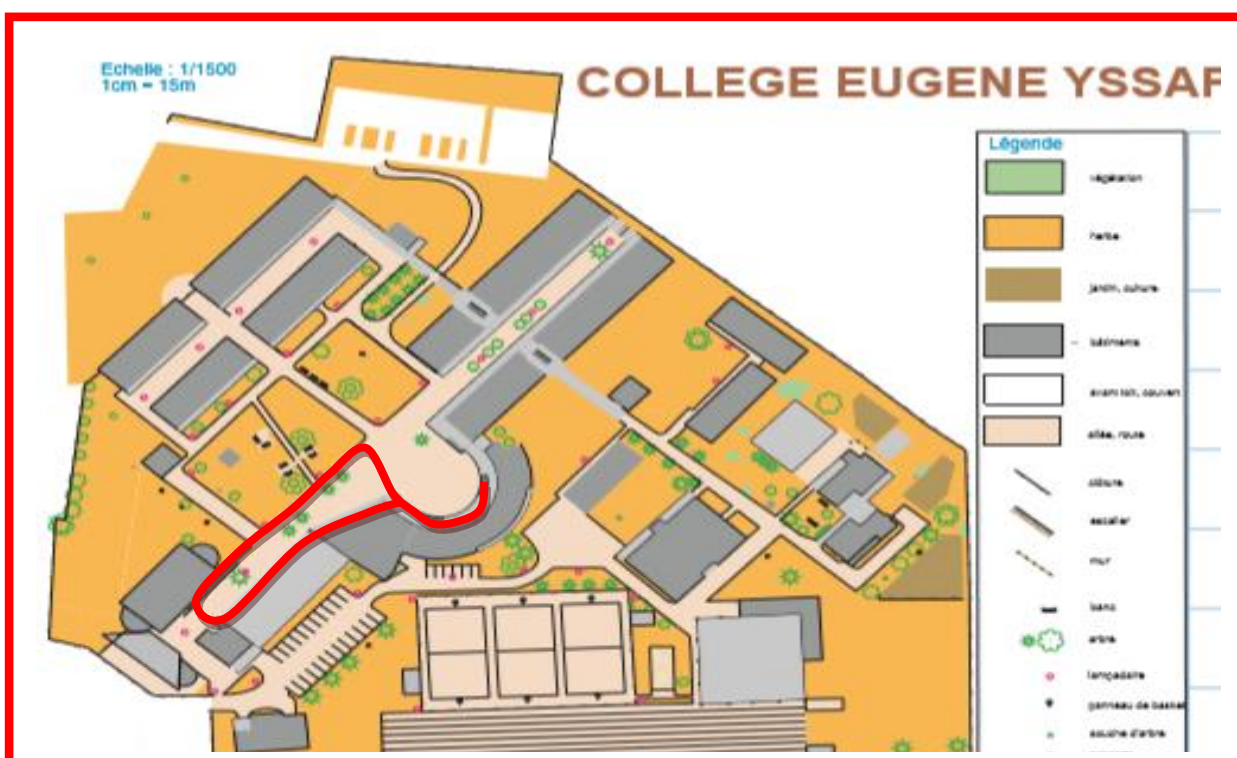 Echelle : 1/1500
1cm = 15m
COLLEGE EUGENE YSSAP
Légende
végétation
herbe
jardin, culture
bâtiments
avant toit, couvert
allée, route
clôture
escalier
mur
banc
arbre
lampadaire
panneau de basket
souche d'arbre